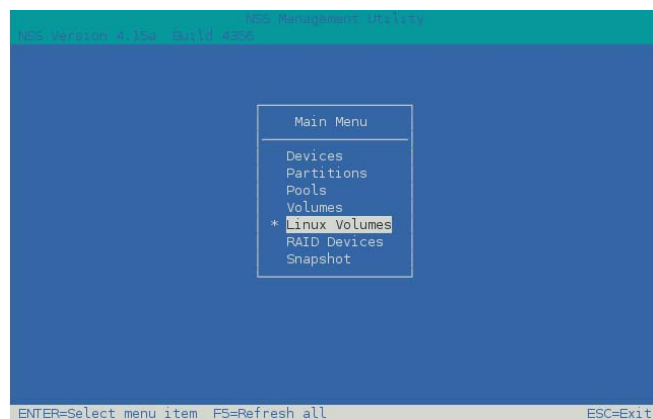 NSS Management Utility
NSS Version 4.15a Build 4356
Main Menu
Devices
Partitions
Pools
Volumes
* Linux Volumes
RAID Devices
Snapshot
ENTER=Select menu item F5=Refresh all ESC=Exit